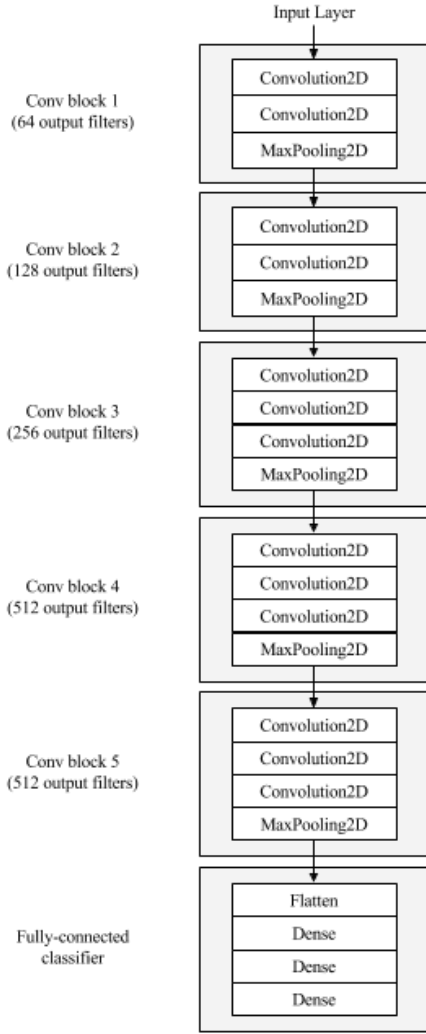 Input Layer
Conv block 1
(64 output filters)
Convolution2D
Convolution2D
MaxPooling2D
Conv block 2
(128 output filters)
Convolution2D
Convolution2D
MaxPooling2D
Conv block 3
(256 output filters)
Convolution2D
Convolution2D
Convolution2D
MaxPooling2D
Conv block 4
(512 output filters)
Convolution2D
Convolution2D
Convolution2D
MaxPooling2D
Conv block 5
(512 output filters)
Convolution2D
Convolution2D
Convolution2D
MaxPooling2D
Fully-connected
classifier
Flatten
Dense
Dense
Dense